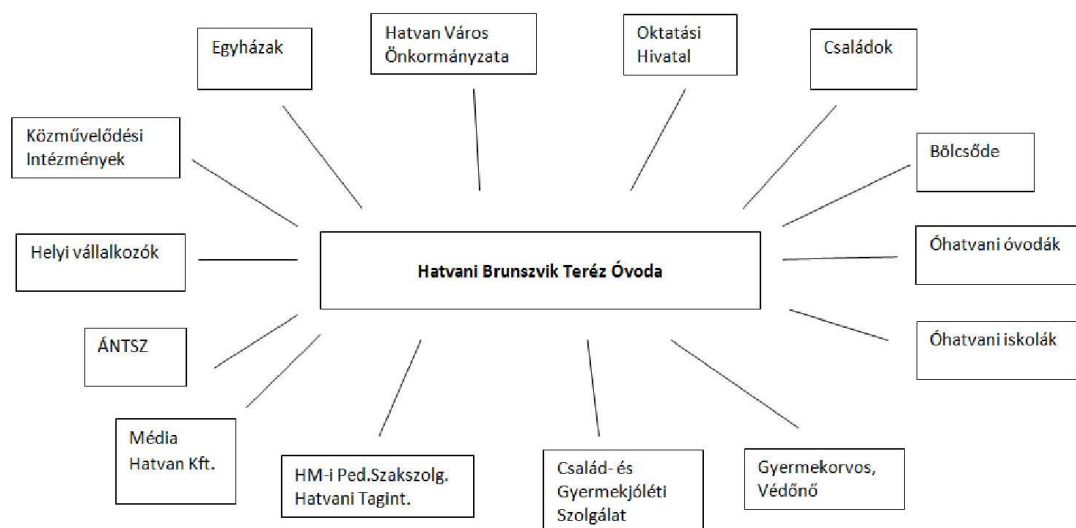 Egyházak
Hatvan Város
Önkormányzata
Oktatási
Hivatal
Családok
Közművelődési
Intézmények
Bölcsőde
Helyi vállalkozók
Hatvani Brunszvik Teréz Óvoda
Óhatvani óvodák
ÁNTSZ
Óhatvani iskolák
Média
Hatvan Kft.
HM-i Ped.Szakszolg.
Hatvani Tagint.
Család- és
Gyermekjóléti
Szolgálat
Gyermekorvos,
Védőnő